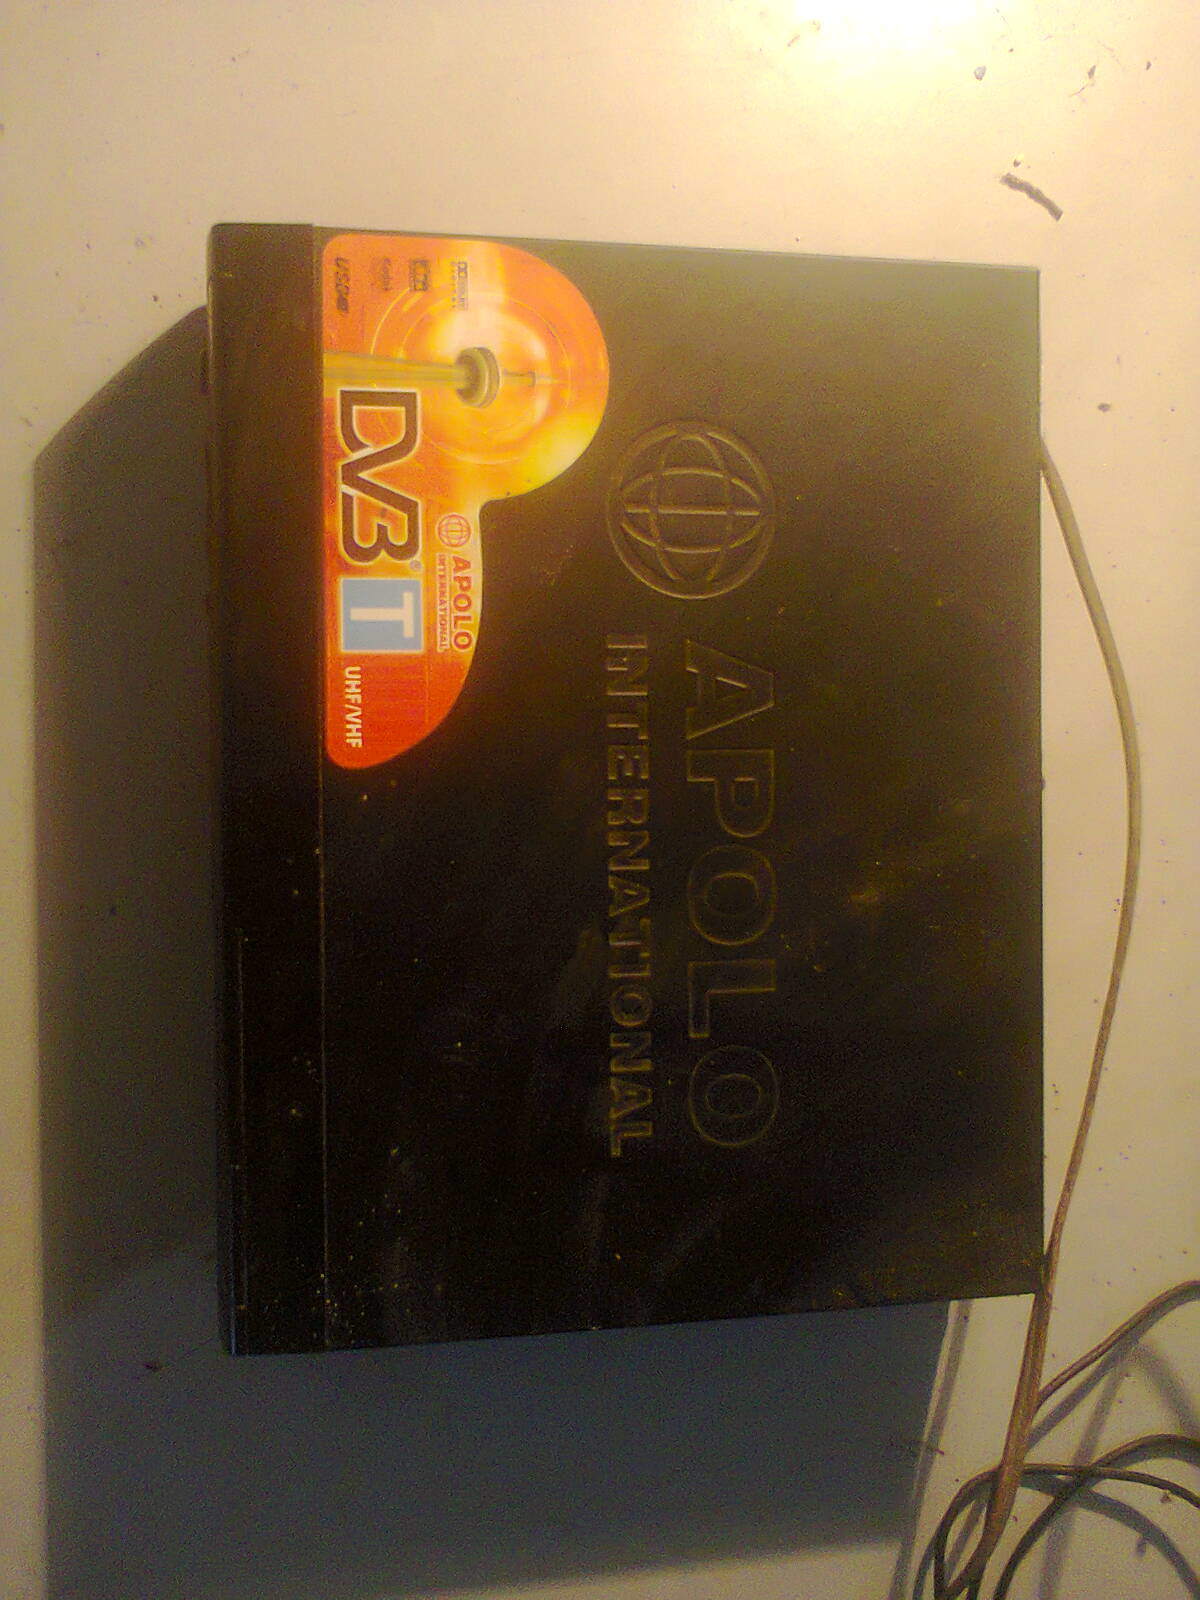 DVB® T
APOLO
INTERNATIONAL
UHF/VHF
APOLO
INTERNATIONAL